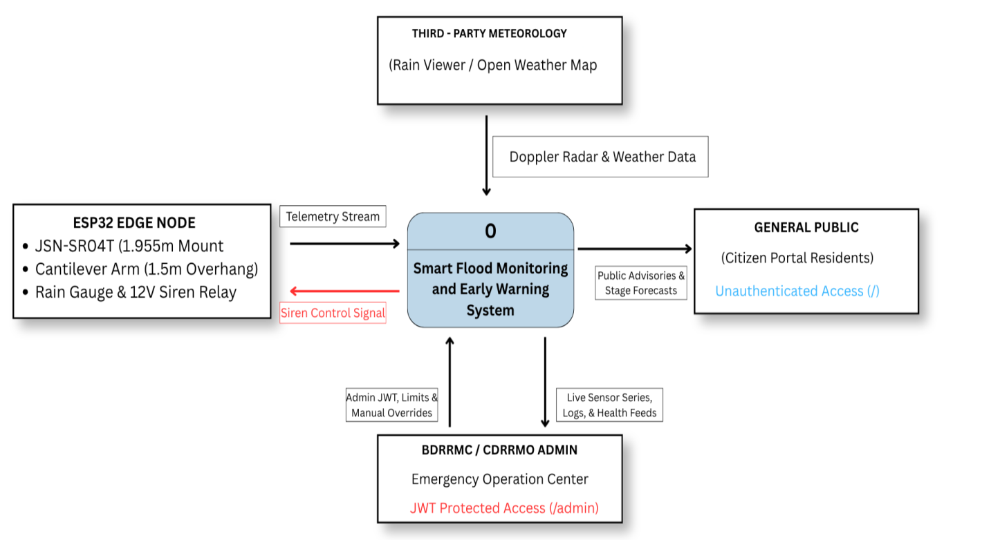 THIRD - PARTY METEOROLOGY
(Rain Viewer / Open Weather Map
Doppler Radar & Weather Data
ESP32 EDGE NODE
• JSN-SR04T (1.955m Mount
• Cantilever Arm (1.5m Overhang)
• Rain Gauge & 12V Siren Relay
Telemetry Stream
Siren Control Signal
0
Smart Flood Monitoring
and Early Warning
System
Public Advisories &
Stage Forecasts
GENERAL PUBLIC
(Citizen Portal Residents)
Unauthenticated Access (/)
Admin JWT, Limits &
Manual Overrides
Live Sensor Series,
Logs, & Health Feeds
BDRRMC / CDRRMO ADMIN
Emergency Operation Center
JWT Protected Access (/admin)